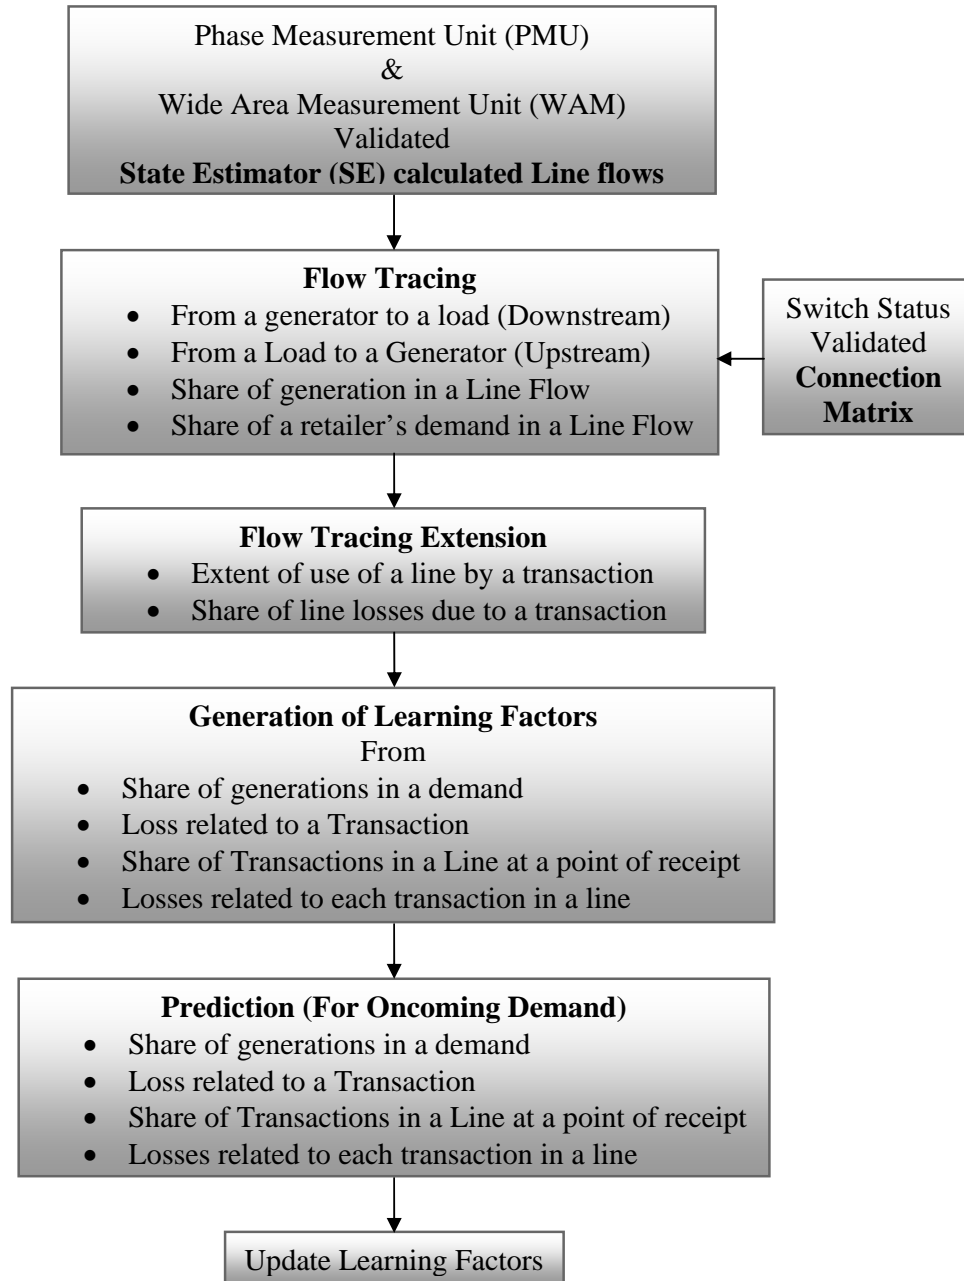 Phase Measurement Unit (PMU)
&
Wide Area Measurement Unit (WAM)
Validated
State Estimator (SE) calculated Line flows
Flow Tracing
• From a generator to a load (Downstream)
• From a Load to a Generator (Upstream)
• Share of generation in a Line Flow
• Share of a retailer’s demand in a Line Flow
Switch Status
Validated
Connection
Matrix
Flow Tracing Extension
• Extent of use of a line by a transaction
• Share of line losses due to a transaction
Generation of Learning Factors
From
• Share of generations in a demand
• Loss related to a Transaction
• Share of Transactions in a Line at a point of receipt
• Losses related to each transaction in a line
Prediction (For Oncoming Demand)
• Share of generations in a demand
• Loss related to a Transaction
• Share of Transactions in a Line at a point of receipt
• Losses related to each transaction in a line
Update Learning Factors